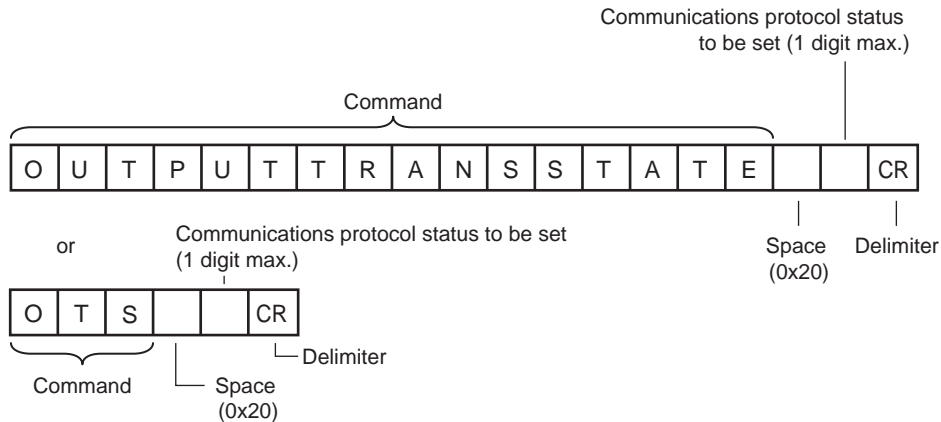 Communications protocol status
to be set (1 digit max.)
Command
O U T P U T T R A N S S T A T E CR
Space
(0x20)
Delimiter
or
Communications protocol status to be set
(1 digit max.)
O T S CR
Delimiter
Command
Space
(0x20)